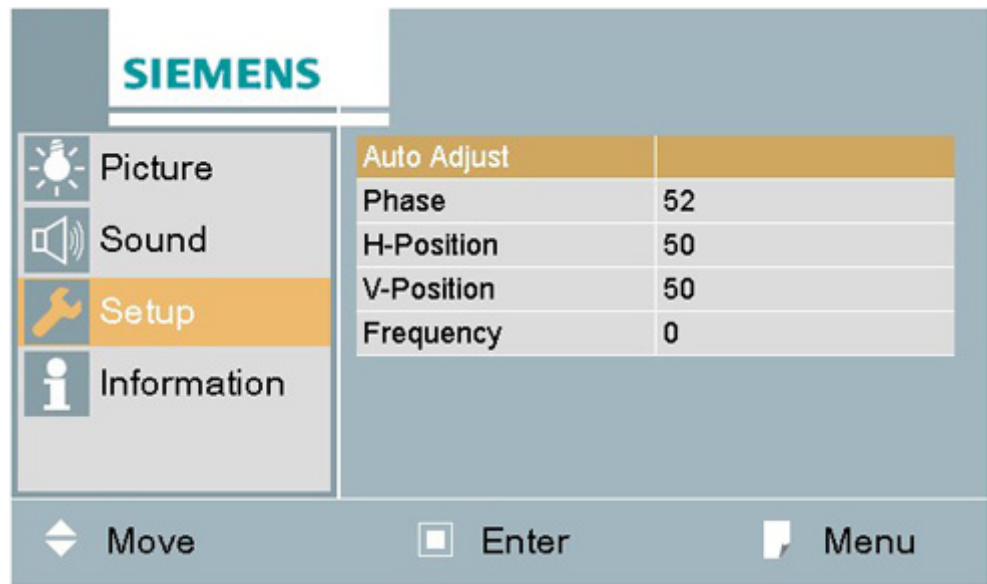 SIEMENS
Picture
Sound
Setup
Information
Auto Adjust
Phase 52
H-Position 50
V-Position 50
Frequency 0
Move Enter Menu